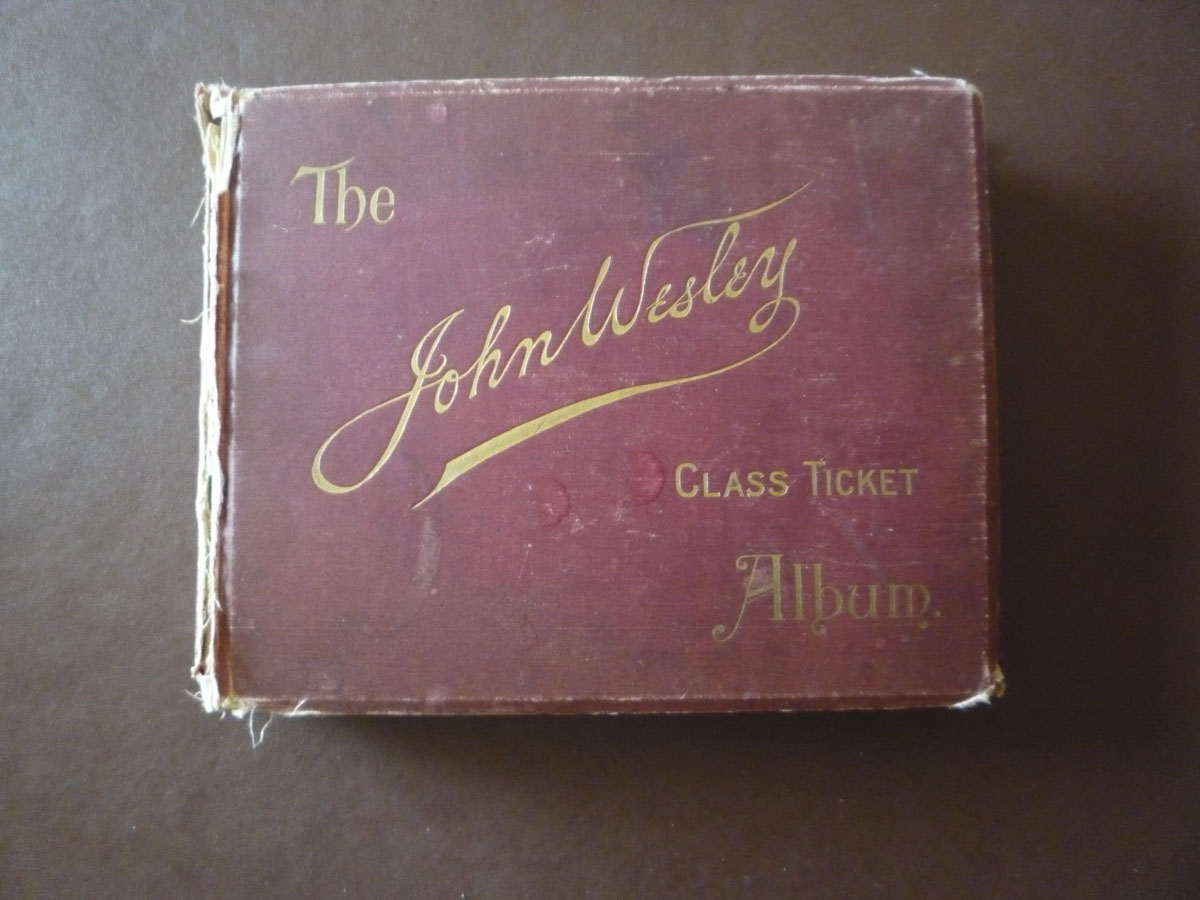 The
John Wesley
CLASS TICKET
Album.